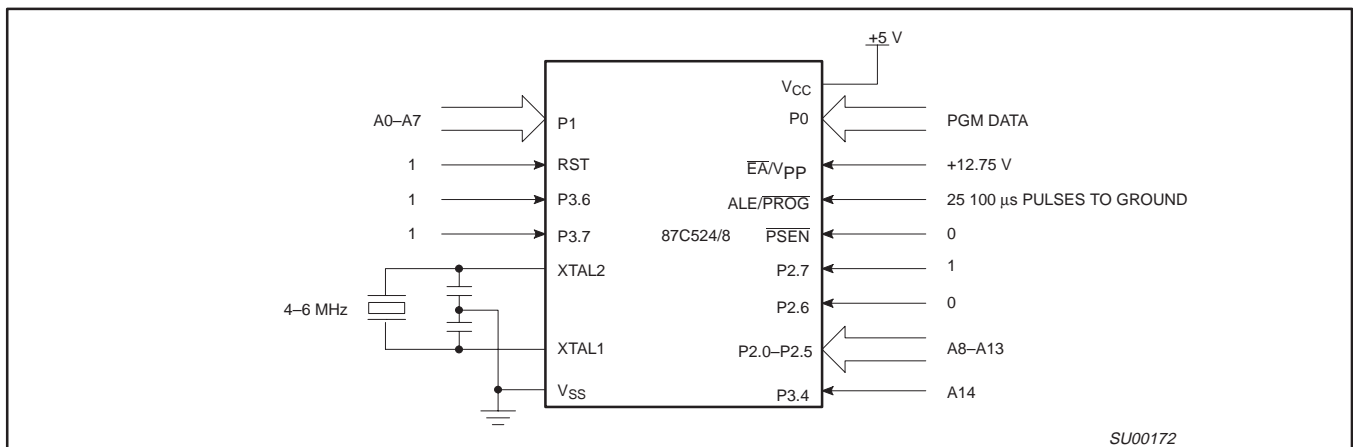 +5 V
VCC
A0–A7
P1
P0
PGM DATA
1
RST
EA/VPP
+12.75 V
1
P3.6
ALE/PROG
25 100 μs PULSES TO GROUND
1
P3.7
87C524/8
PSEN
0
XTAL2
P2.7
1
4–6 MHz
P2.6
0
XTAL1
P2.0–P2.5
A8–A13
VSS
P3.4
A14
SU00172